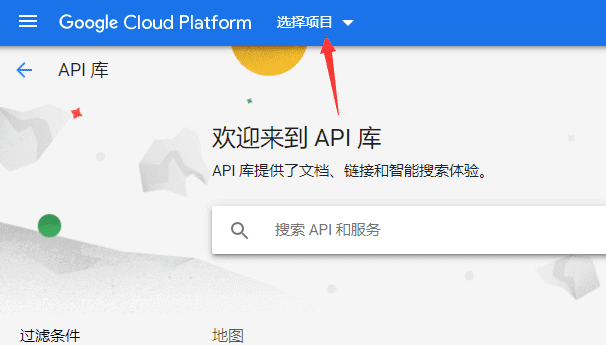 Google Cloud Platform 选择项目
API 库
欢迎来到 API 库
API 库提供了文档、链接和智能搜索体验。
搜索 API 和服务
过滤条件 地图